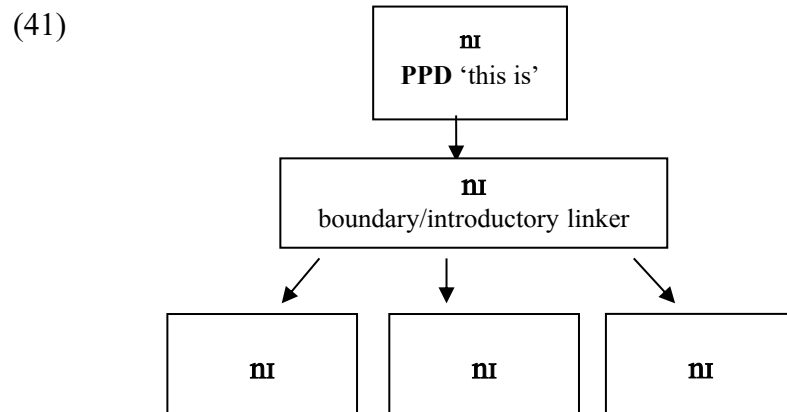 (41)
nɪ
PPD ‘this is’
nɪ
boundary/introductory linker
nɪ nɪ nɪ